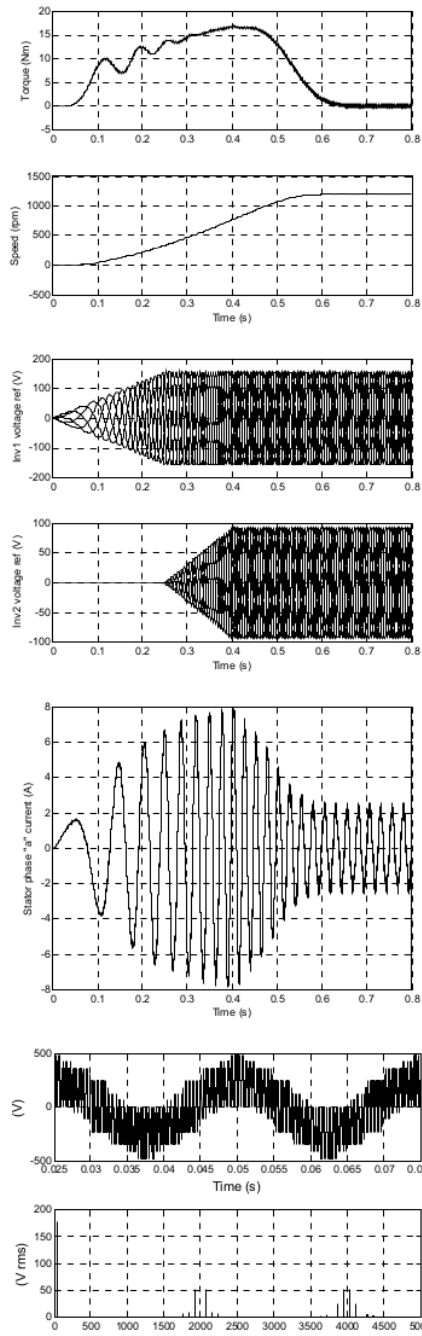 20
15
10
5
0
-5
Torque (Nm)
0 0.1 0.2 0.3 0.4 0.5 0.6 0.7 0.8
1500
1000
500
0
-500
Speed (rpm)
0 0.1 0.2 0.3 0.4 0.5 0.6 0.7 0.8
Time (s)
200
100
0
-100
-200
Inv1 voltage ref (V)
0 0.1 0.2 0.3 0.4 0.5 0.6 0.7 0.8
100
50
0
-50
-100
Inv2 voltage ref (V)
0 0.1 0.2 0.3 0.4 0.5 0.6 0.7 0.8
Time (s)
8
6
4
2
0
-2
-4
-6
-8
Stator phase "a" current (A)
0 0.1 0.2 0.3 0.4 0.5 0.6 0.7 0.8
Time (s)
500
0
-500
(V)
0.025 0.03 0.035 0.04 0.045 0.05 0.055 0.06 0.065 0.07
Time (s)
200
150
100
50
0
(V rms)
0 500 1000 1500 2000 2500 3000 3500 4000 4500 5000